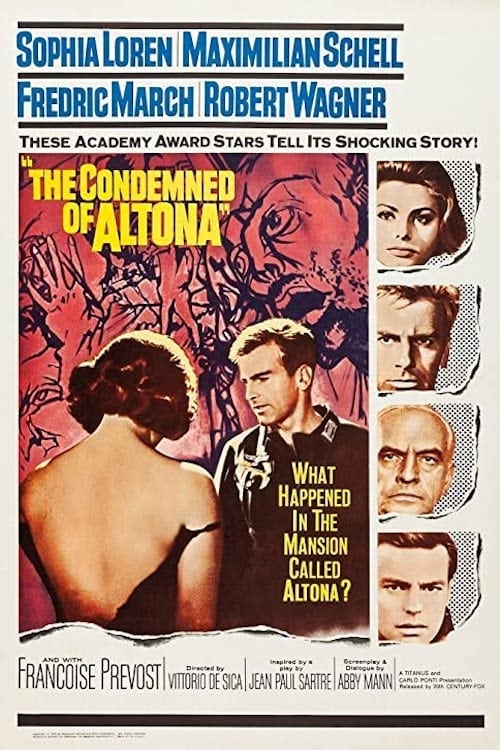 SOPHIA LOREN | MAXIMILIAN SCHELL
FREDRIC MARCH | ROBERT WAGNER
THESE ACADEMY AWARD STARS TELL ITS SHOCKING STORY!
"THE CONDEMNED
OF ALTONA"
WHAT
HAPPENED
IN THE
MANSION
CALLED
ALTONA?
AND WITH
FRANCOISE PREVOST
Directed by
VITTORIO DE SICA
Inspired by a
play by
JEAN PAUL SARTRE
Screenplay &
Dialogue by
ABBY MANN
A TITANUS and
CARLO PONTI Presentation
Released by 20th CENTURY-FOX